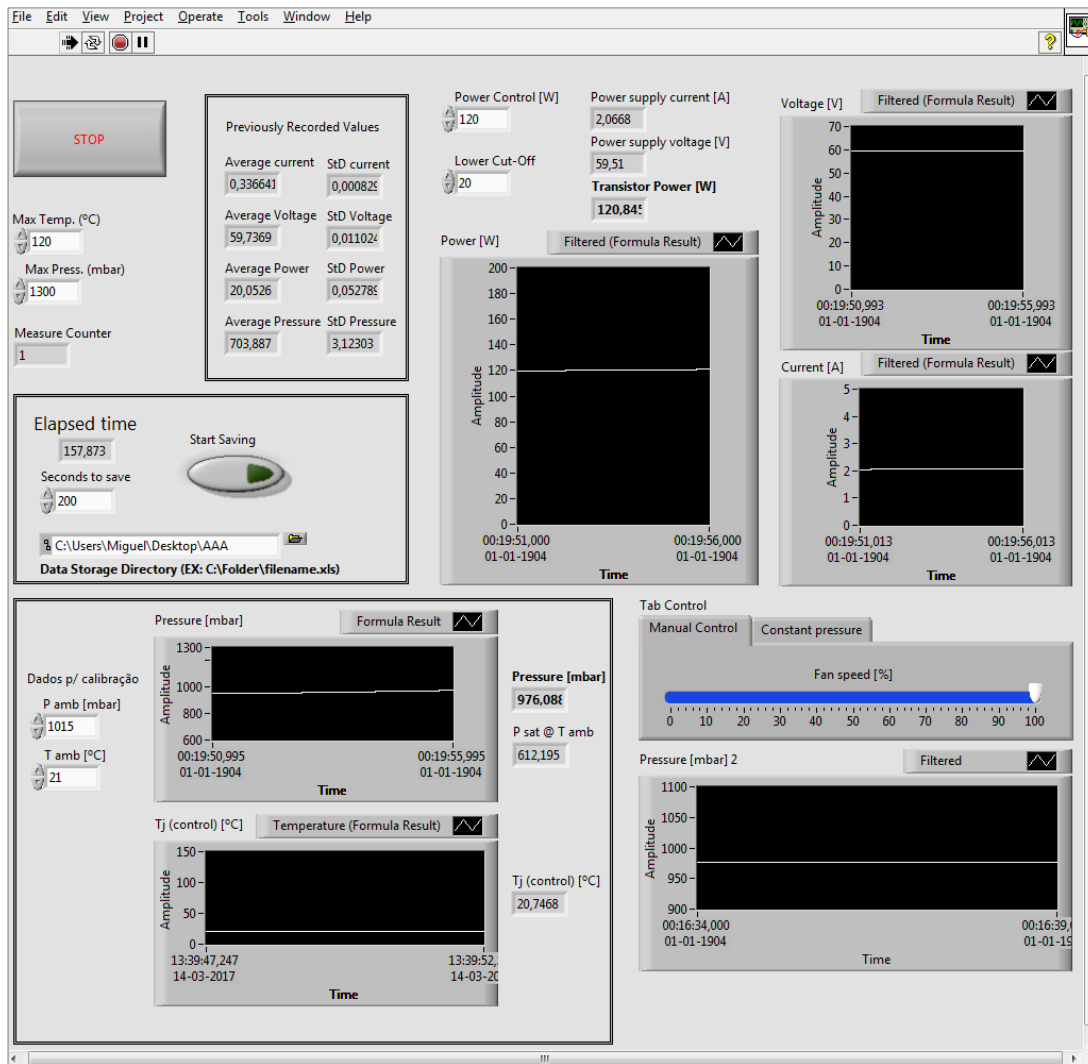 File Edit View Project Operate Tools Window Help
STOP
Max Temp. (ºC)
120
Max Press. (mbar)
1300
Measure Counter
1
Previously Recorded Values
Average current StD current
0,336641 0,000829
Average Voltage StD Voltage
59,7369 0,011024
Average Power StD Power
20,0526 0,052789
Average Pressure StD Pressure
703,887 3,12303
Power Control [W]
120
Lower Cut-Off
20
Power supply current [A]
2,0668
Power supply voltage [V]
59,51
Transistor Power [W]
120,845
Power [W] Filtered (Formula Result)
Amplitude
200
180
160
140
120
100
80
60
40
20
0
00:19:51,000 00:19:56,000
01-01-1904 01-01-1904
Time
Voltage [V] Filtered (Formula Result)
Amplitude
70
60
50
40
30
20
10
0
00:19:50,993 00:19:55,993
01-01-1904 01-01-1904
Time
Current [A] Filtered (Formula Result)
Amplitude
5
4
3
2
1
0
00:19:51,013 00:19:56,013
01-01-1904 01-01-1904
Time
Elapsed time
157,873
Seconds to save
200
Start Saving
C:\Users\Miguel\Desktop\AAA
Data Storage Directory (EX: C:\Folder\filename.xls)
Dados p/ calibração
P amb [mbar]
1015
T amb [ºC]
21
Pressure [mbar] Formula Result
Amplitude
1300
1000
800
600
00:19:50,995 00:19:55,995
01-01-1904 01-01-1904
Time
Pressure [mbar]
976,088
P sat @ T amb
612,195
Tj (control) [ºC] Temperature (Formula Result)
Amplitude
150
100
50
0
13:39:47,247 13:39:52,
14-03-2017 14-03-20
Time
Tj (control) [ºC]
20,7468
Tab Control
Manual Control Constant pressure
Fan speed [%]
0 10 20 30 40 50 60 70 80 90 100
Pressure [mbar] 2 Filtered
Amplitude
1100
1050
1000
950
900
00:16:34,000 00:16:39,0
01-01-1904 01-01-19
Time